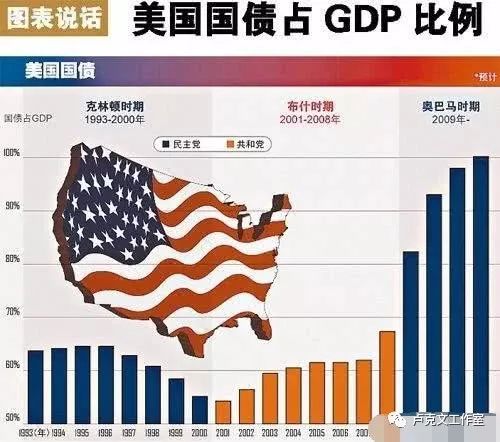 图表说话
美国国债占 GDP 比例
美国国债
*预计
国债占GDP
克林顿时期
1993-2000年
布什时期
2001-2008年
奥巴马时期
2009年-
民主党
共和党
100%
90%
80%
70%
60%
50%
1993(年) 1994 1995 1996 1997 1998 1999 2000 2001 2002 2003 2004 2005 2006
卢克文工作室